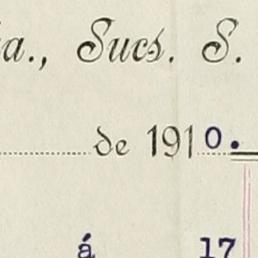 a., Sucs. S.
de 1910.
á 17